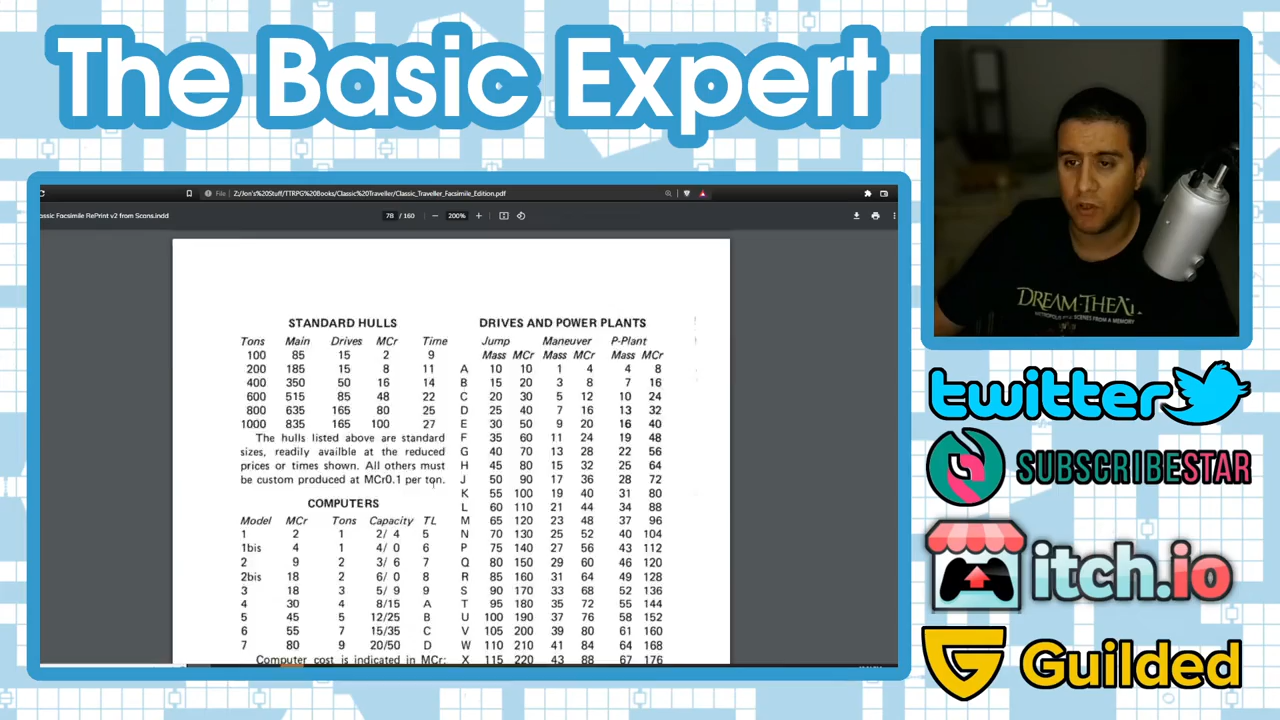 The Basic Expert
File Z:/Jon's%20Stuff/TTRPG%20Books/Classic%20Traveller/Classic_Traveller_Facsimile_Edition.pdf
assic Facsimile RePrint v2 from Scans.indd
78 / 160 — 200% +
STANDARD HULLS
Tons Main Drives MCr Time
100 85 15 2 9
200 185 15 8 11
400 350 50 16 14
600 515 85 48 22
800 635 165 80 25
1000 835 165 100 27
The hulls listed above are standard
sizes, readily availble at the reduced
prices or times shown. All others must
be custom produced at MCr0.1 per ton.
COMPUTERS
Model MCr Tons Capacity TL
1 2 1 2/ 4 5
1bis 4 1 4/ 0 6
2 9 2 3/ 6 7
2bis 18 2 6/ 0 8
3 18 3 5/ 9 9
4 30 4 8/15 A
5 45 5 12/25 B
6 55 7 15/35 C
7 80 9 20/50 D
Computer cost is indicated in MCr:
DRIVES AND POWER PLANTS
Jump Maneuver P-Plant
Mass MCr Mass MCr Mass MCr
A 10 10 1 4 4 8
B 15 20 3 8 7 16
C 20 30 5 12 10 24
D 25 40 7 16 13 32
E 30 50 9 20 16 40
F 35 60 11 24 19 48
G 40 70 13 28 22 56
H 45 80 15 32 25 64
J 50 90 17 36 28 72
K 55 100 19 40 31 80
L 60 110 21 44 34 88
M 65 120 23 48 37 96
N 70 130 25 52 40 104
P 75 140 27 56 43 112
Q 80 150 29 60 46 120
R 85 160 31 64 49 128
S 90 170 33 68 52 136
T 95 180 35 72 55 144
U 100 190 37 76 58 152
V 105 200 39 80 61 160
W 110 210 41 84 64 168
X 115 220 43 88 67 176
DREAM THEAT
METROPOLIS
SCENES FROM A MEMORY
twitter
SUBSCRIBESTAR
itch.io
Guilded